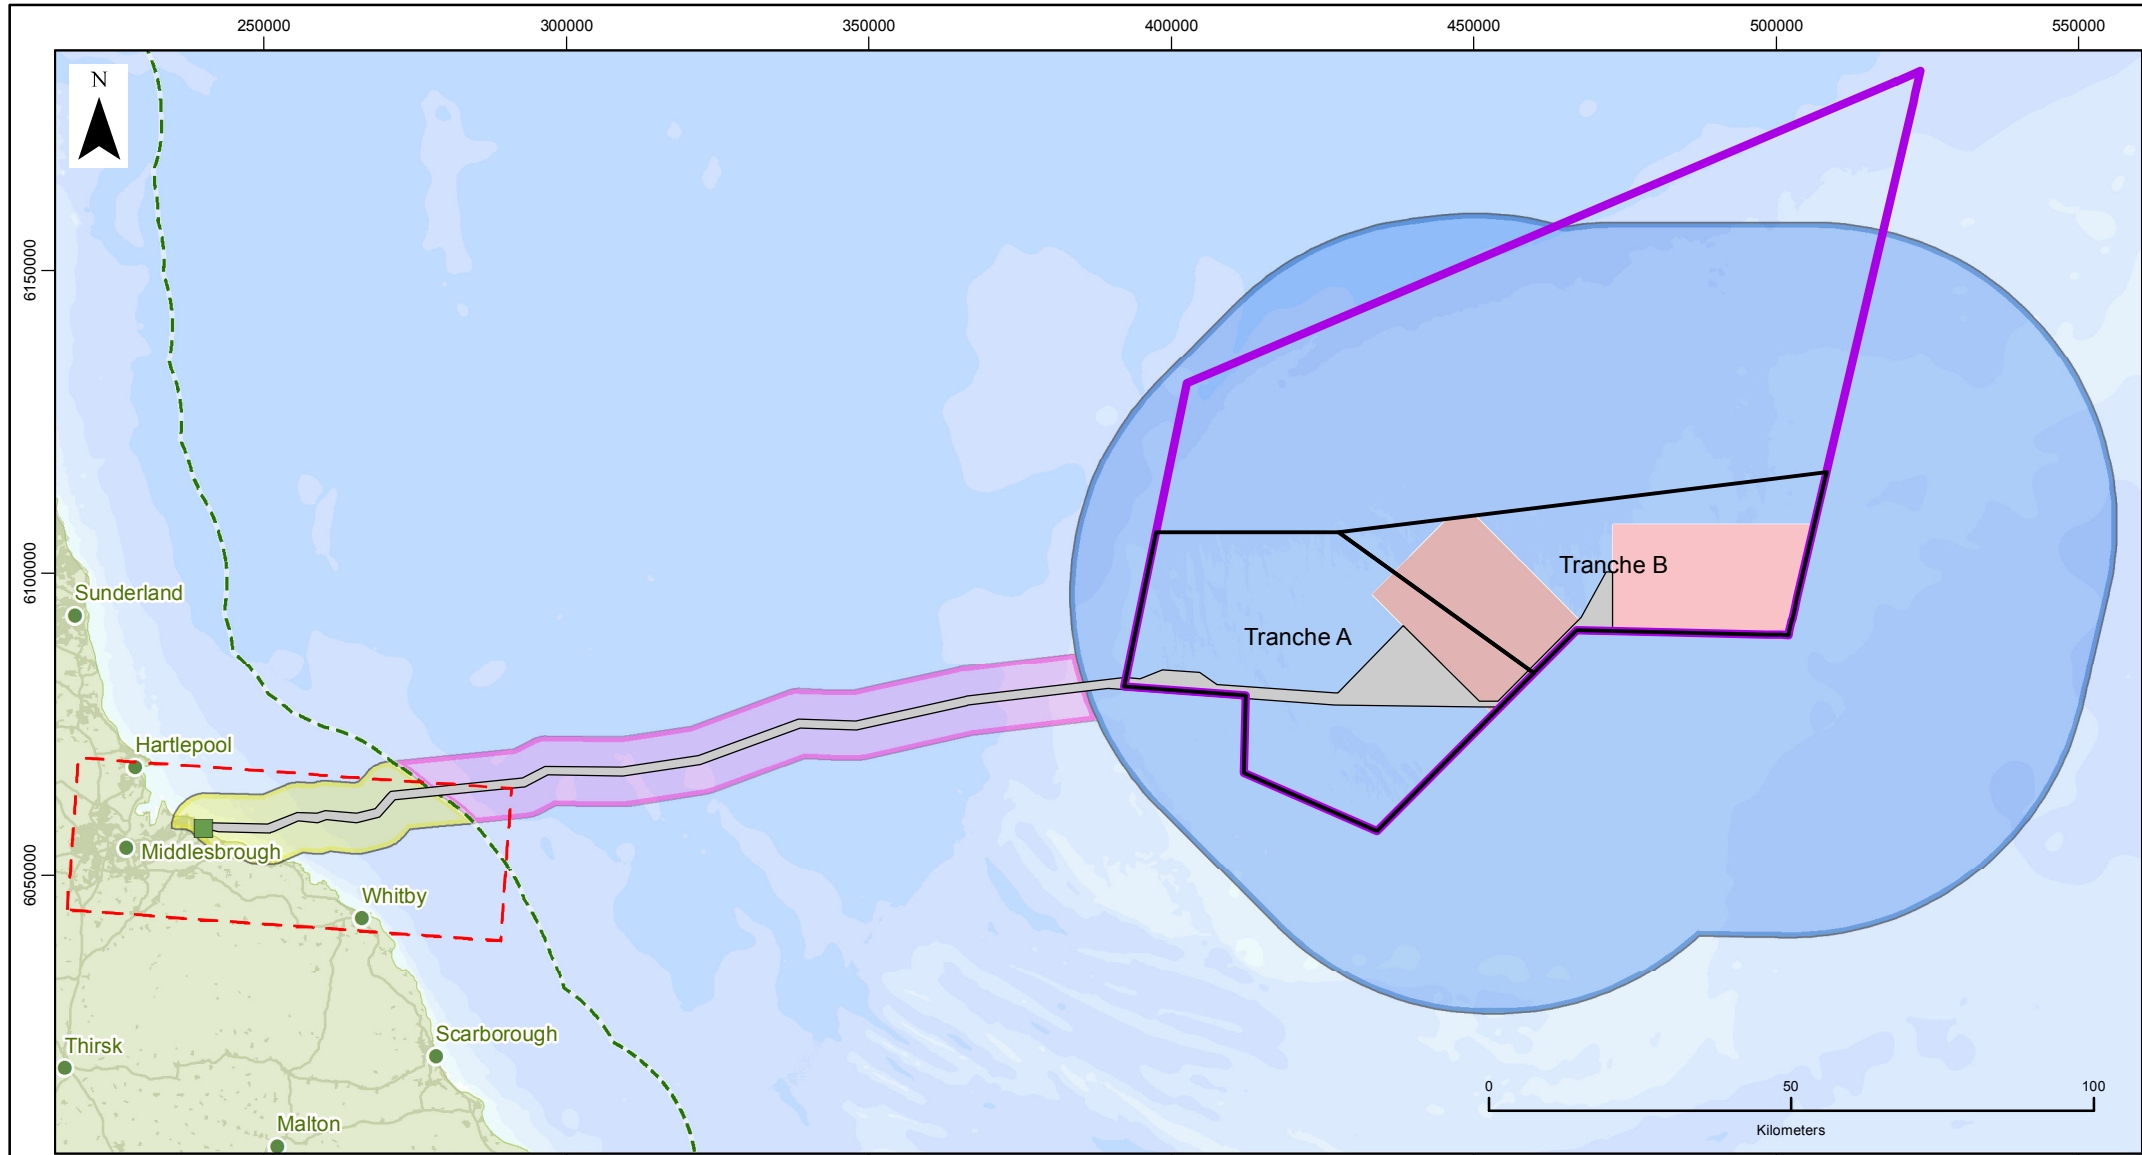 250000 300000 350000 400000 450000 500000 550000
N
6150000
6100000
6050000
Tranche B
Sunderland
Tranche A
Hartlepool
Middlesbrough
Whitby
Scarborough
Thirsk
Malton
0 50 100
Kilometers